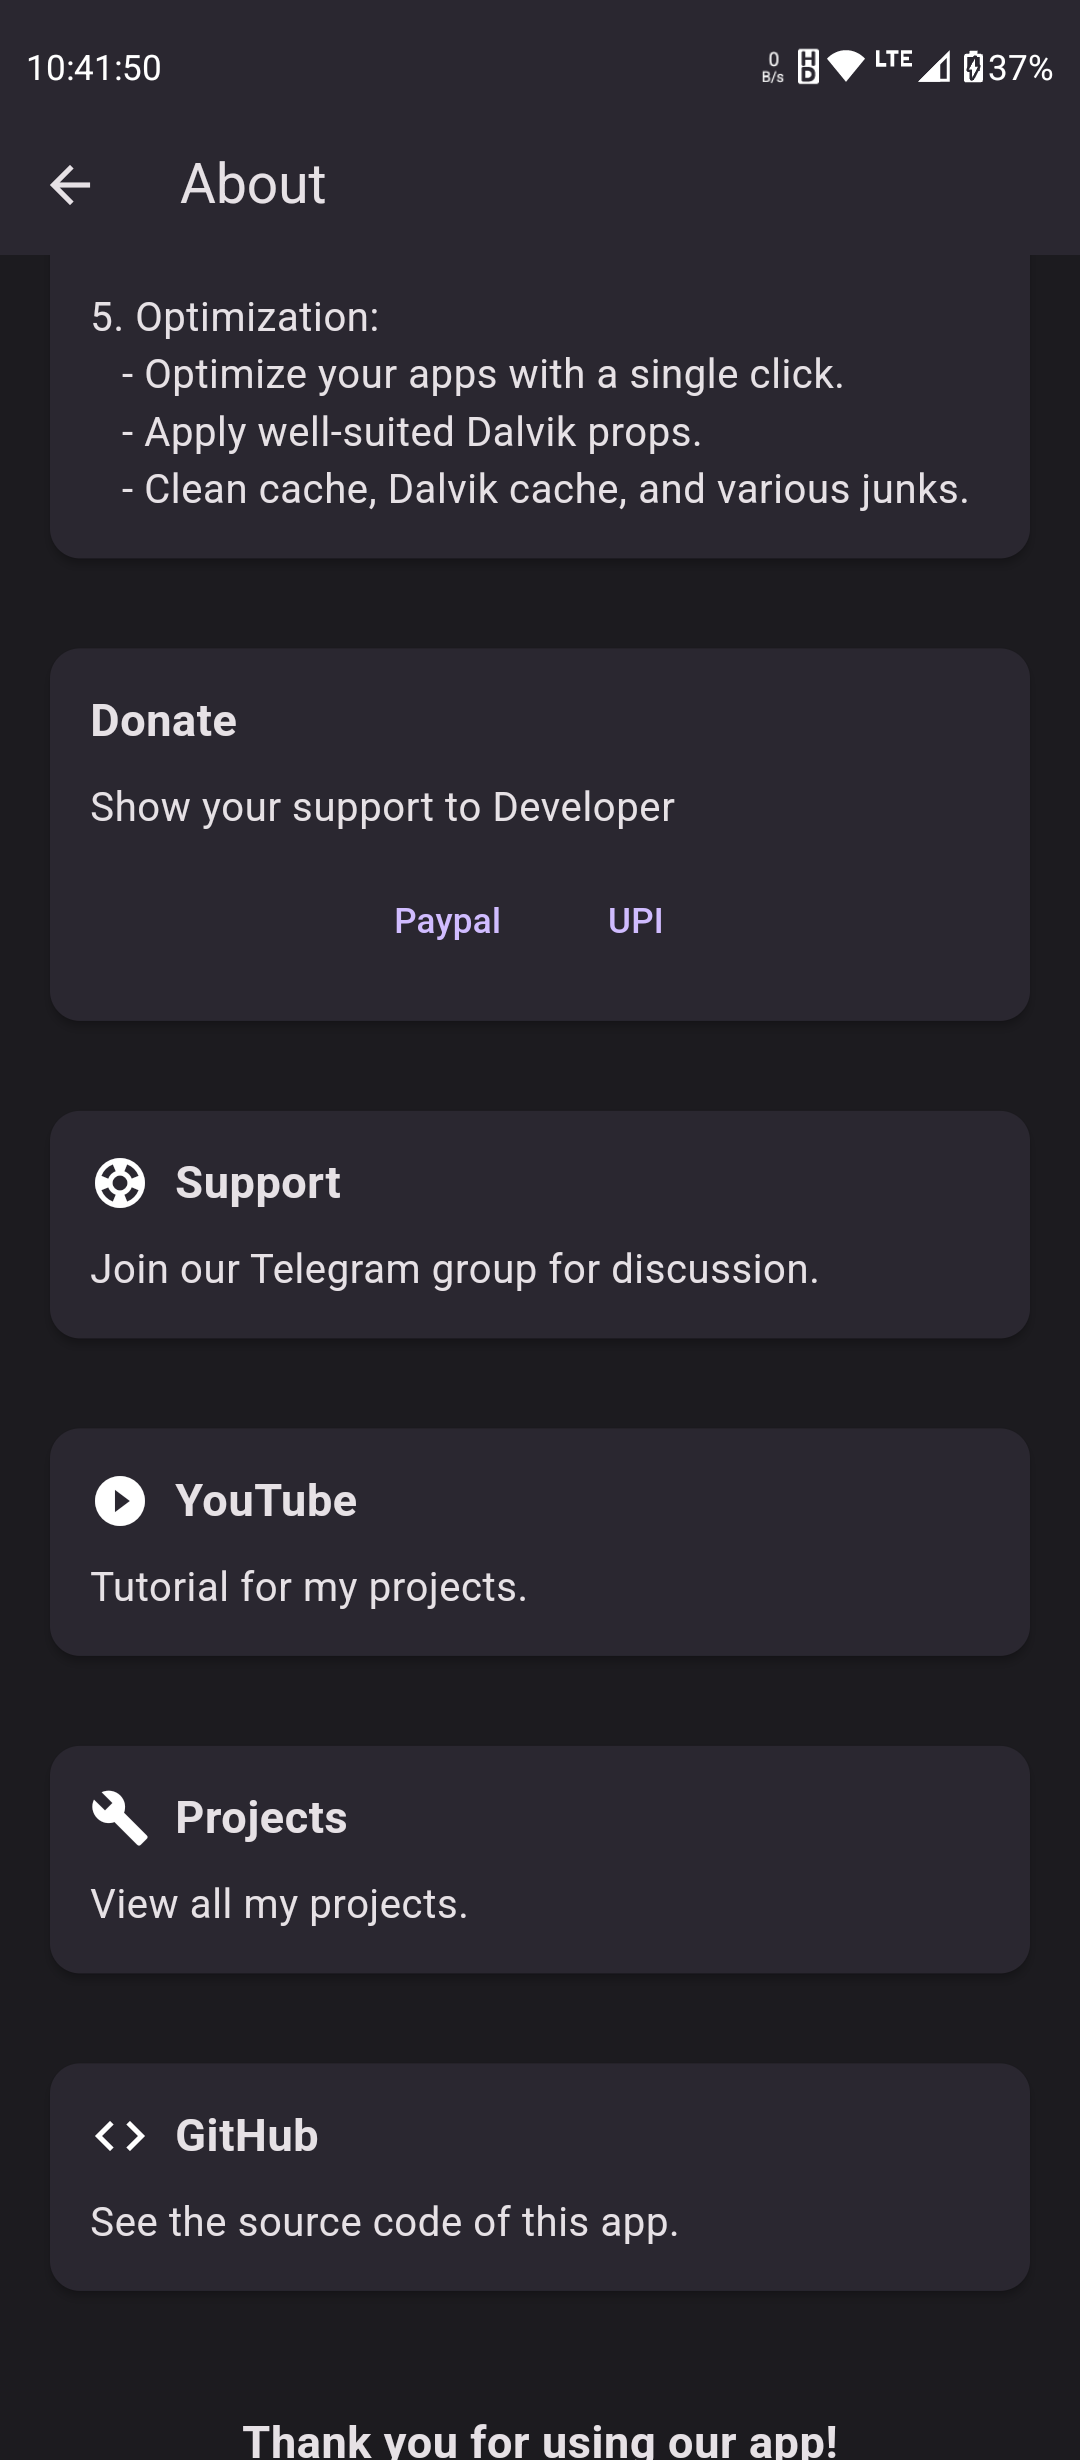 10:41:50
0
B/s
HD
LTE
37%
About
5. Optimization:
- Optimize your apps with a single click.
- Apply well-suited Dalvik props.
- Clean cache, Dalvik cache, and various junks.
Donate
Show your support to Developer
Paypal
UPI
Support
Join our Telegram group for discussion.
YouTube
Tutorial for my projects.
Projects
View all my projects.
GitHub
See the source code of this app.
Thank you for using our app!